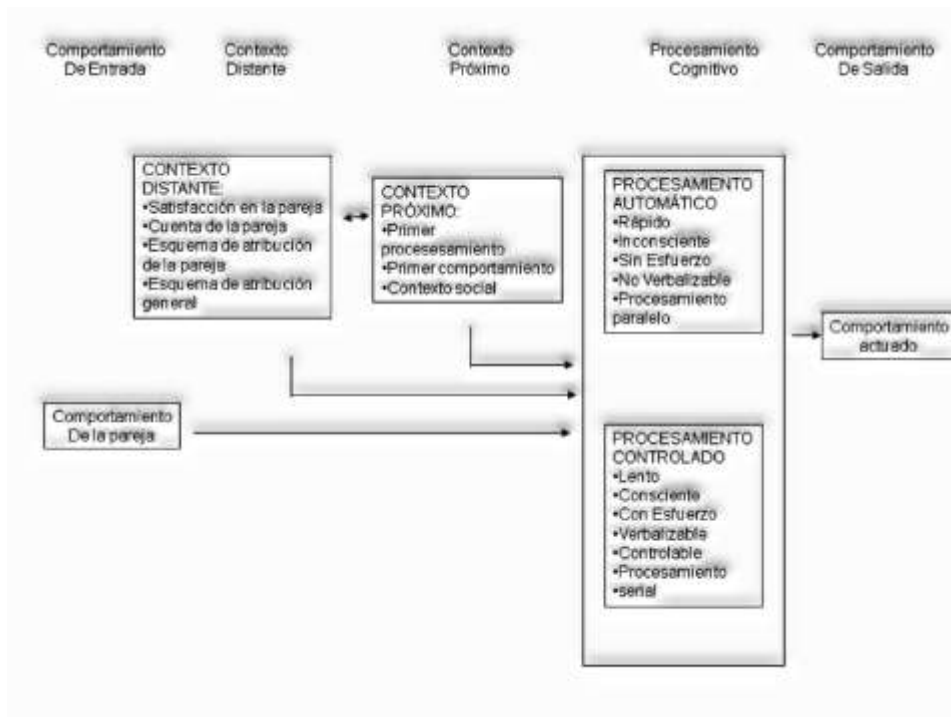 Comportamiento
De Entrada
Contexto
Distante
Contexto
Próximo
Procesamiento
Cognitivo
Comportamiento
De Salida
CONTEXTO
DISTANTE:
•Satisfacción en la pareja
•Cuenta de la pareja
•Esquema de atribución
de la pareja
•Esquema de atribución
general
CONTEXTO
PRÓXIMO:
•Primer
procesesamiento
•Primer comportamiento
•Contexto social
PROCESAMIENTO
AUTOMÁTICO
•Rápido
•Inconsciente
•Sin Esfuerzo
•No Verbalizable
•Procesamiento
paralelo
Comportamiento
actuado
Comportamiento
De la pareja
PROCESAMIENTO
CONTROLADO
•Lento
•Consciente
•Con Esfuerzo
•Verbalizable
•Controlable
•Procesamiento
•serial